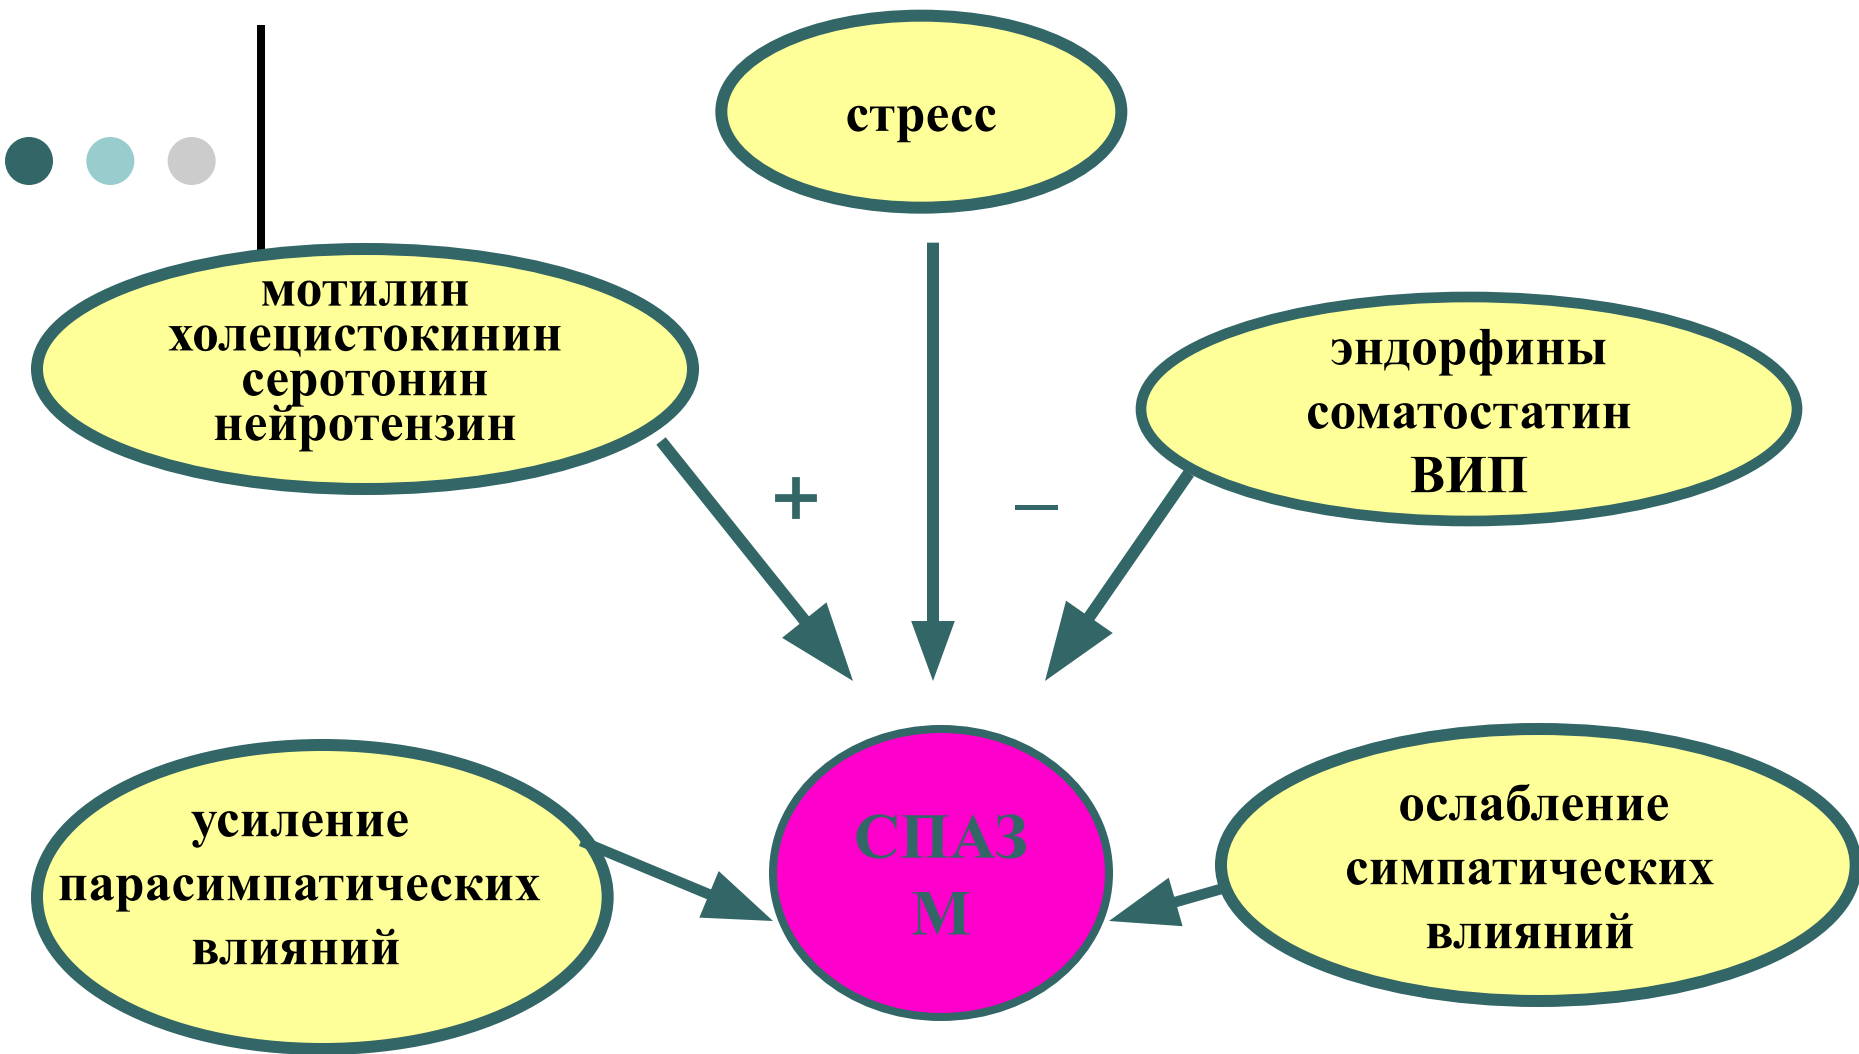 стресс
мотилин
холецистокинин
серотонин
нейротензин
эндорфины
соматостатин
ВИП
+
–
усиление
парасимпатических
влияний
СПАЗ
М
ослабление
симпатических
влияний